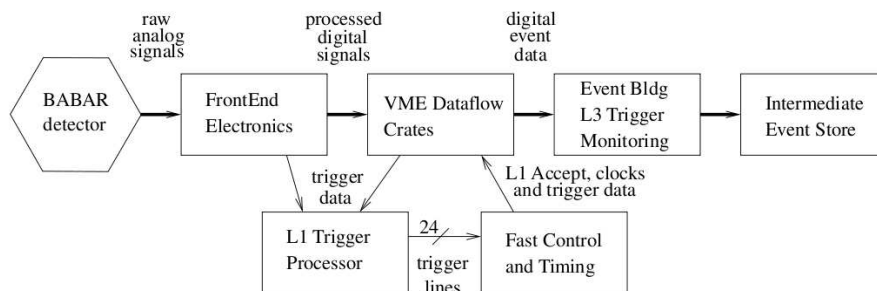 raw
analog
signals
processed
digital
signals
digital
event
data
BABAR
detector
FrontEnd
Electronics
VME Dataflow
Crates
Event Bldg
L3 Trigger
Monitoring
Intermediate
Event Store
trigger
data
L1 Accept, clocks
and trigger data
L1 Trigger
Processor
24
trigger
lines
Fast Control
and Timing